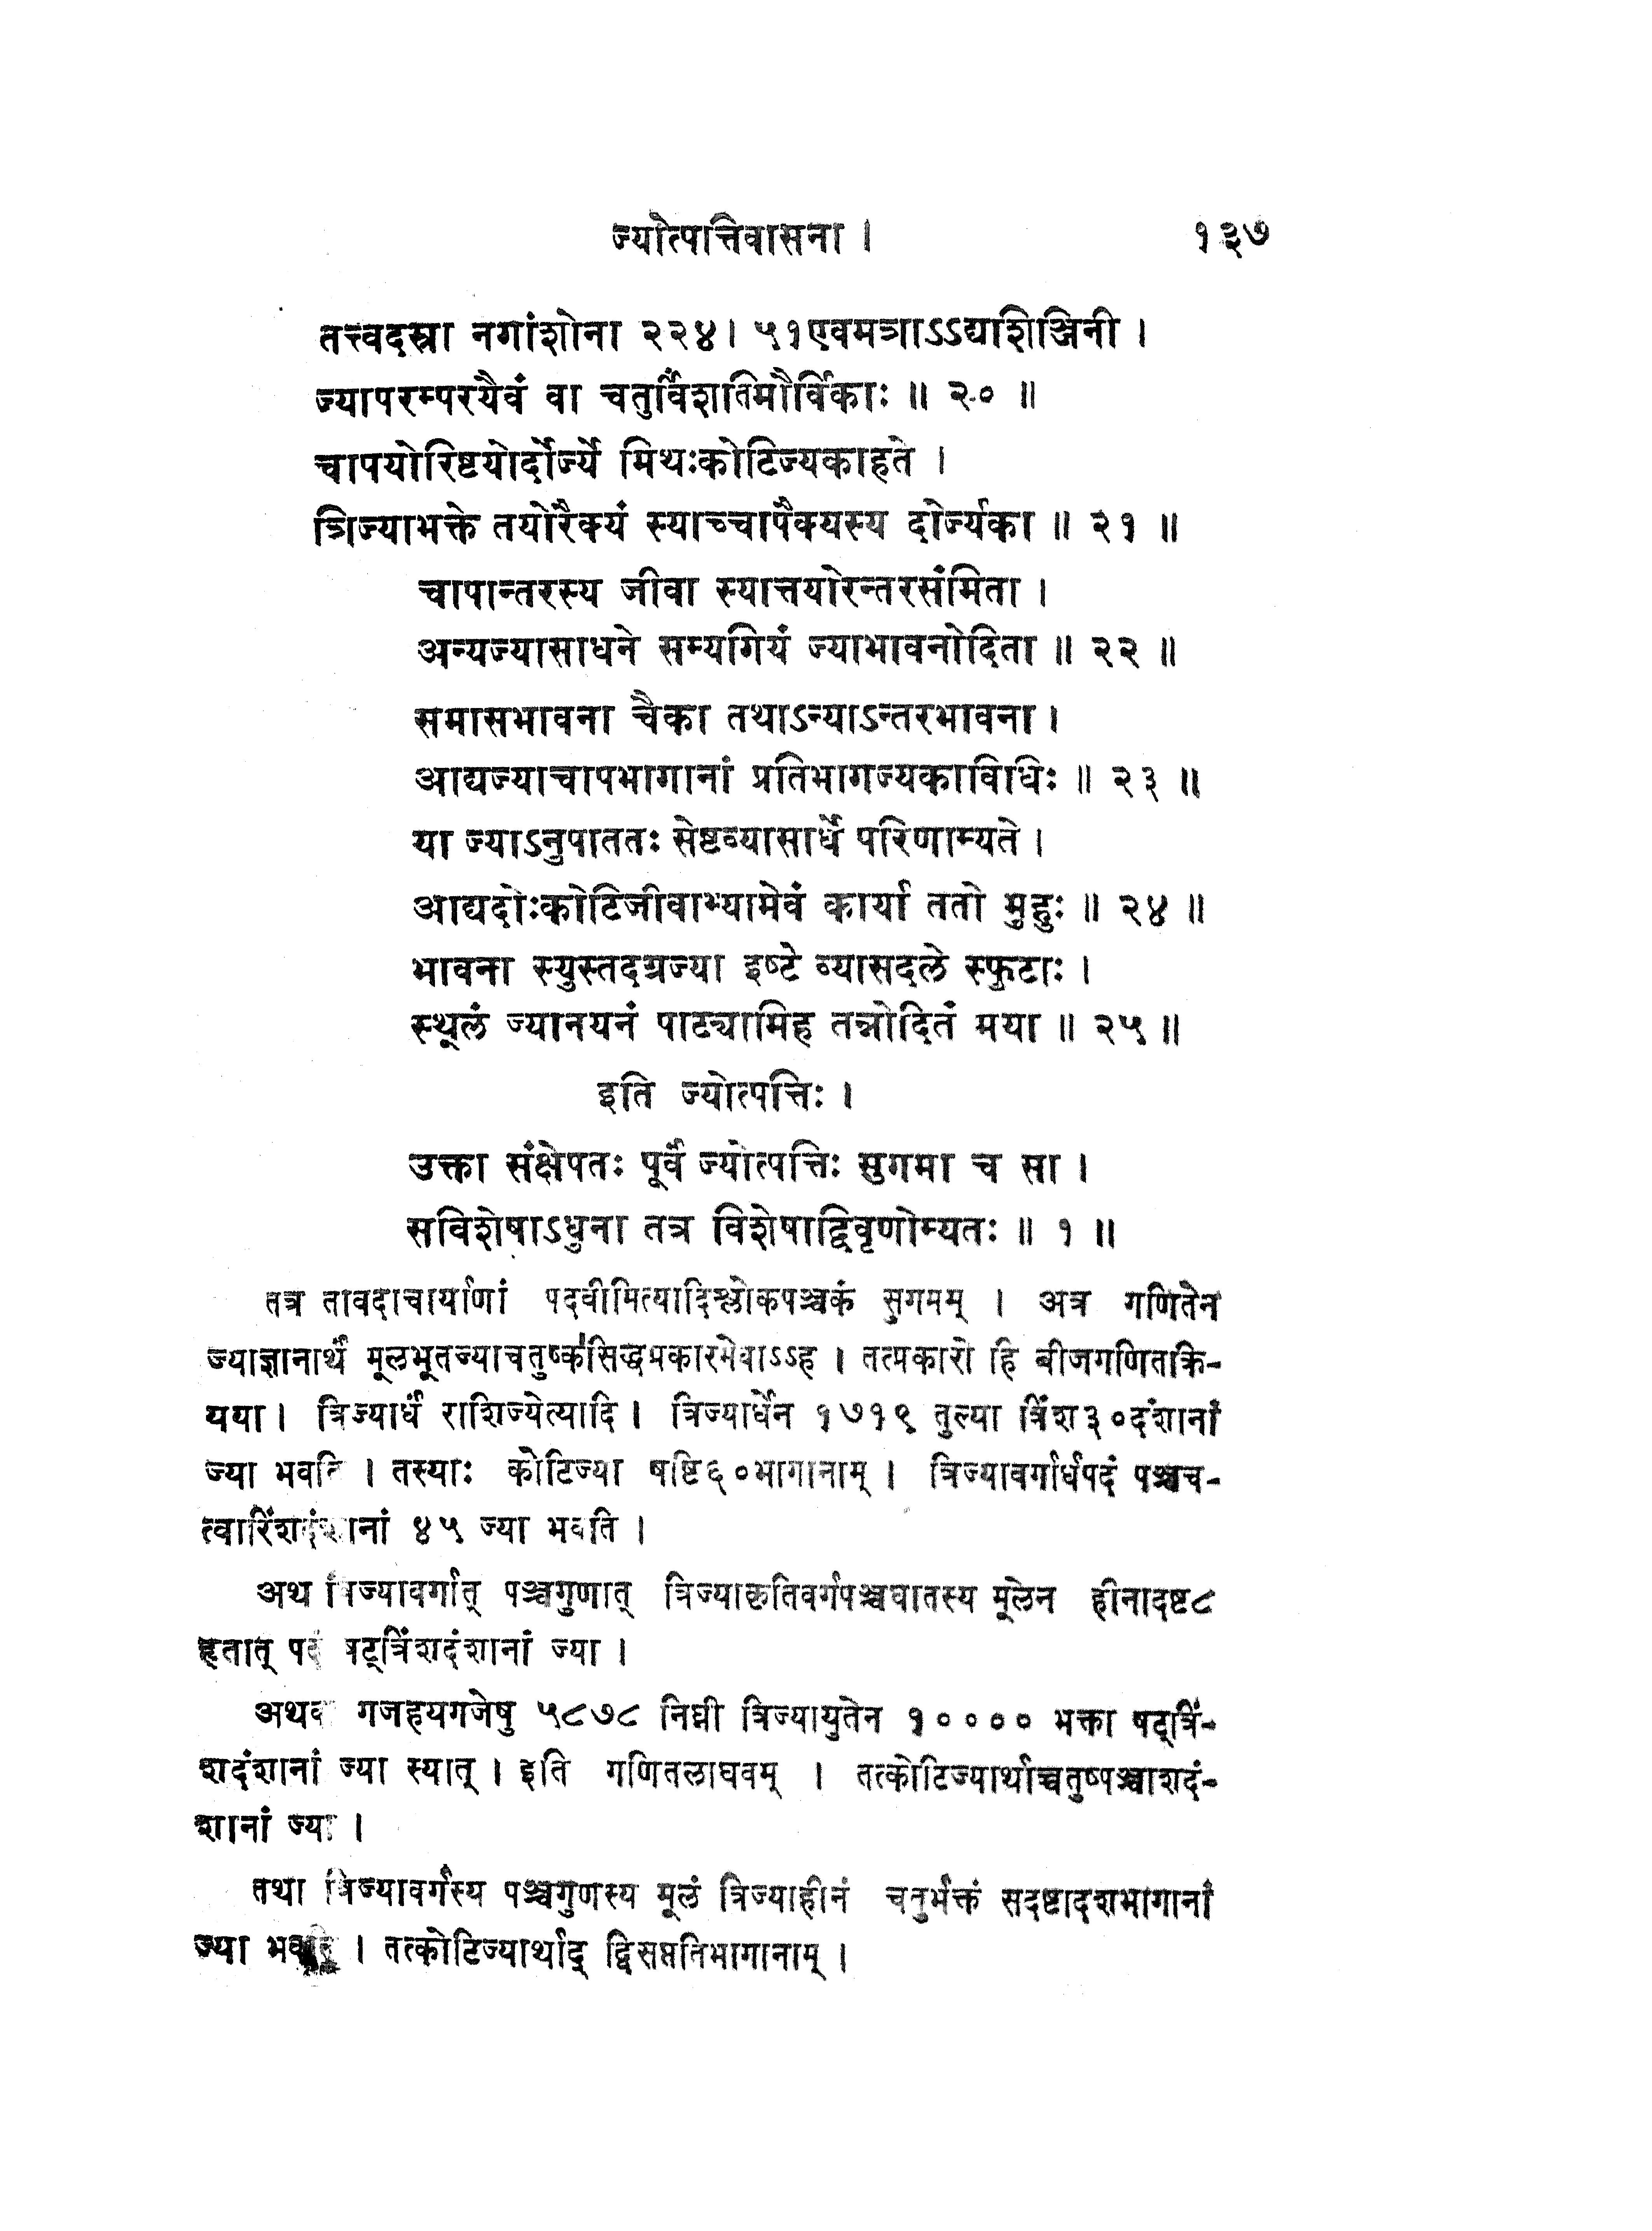 ज्योत्पत्तिवासना । १३७
तत्त्वदस्रा नगांशोना २२४। ५१एवमत्राऽऽद्यशिञ्जिनी ।
ज्यापरम्परयैवं वा चतुर्विंशतिमौर्विकाः ॥ २० ॥
चापयोरिष्टयोर्दोर्ज्ये मिथःकोटिज्यकाहते ।
त्रिज्याभक्ते तयोरैक्यं स्याच्चापैक्यस्य दोर्ज्यका ॥ २१ ॥
चापान्तरस्य जीवा स्यात्तयोरन्तरसंमिता ।
अन्यज्यासाधने सम्यगियं ज्याभावनोदिता ॥ २२ ॥
समासभावना चैका तथाऽन्याऽन्तरभावना ।
आद्यज्याचापभागानां प्रतिभागज्यकाविधिः ॥ २३ ॥
या ज्याऽनुपाततः सेष्टव्यासार्धे परिणाम्यते ।
आद्यदोःकोटिजीवाभ्यामेवं कार्या ततो मुहुः ॥ २४ ॥
भावना स्युस्तदग्रज्या इष्टे व्यासदले स्फुटाः ।
स्थूलं ज्यानयनं पाट्यामिह तन्नोदितं मया ॥ २५ ॥
इति ज्योत्पत्तिः ।
उक्ता संक्षेपतः पूर्वं ज्योत्पत्तिः सुगमा च सा ।
सविशेषाऽधुना तत्र विशेषाद्विवृणोम्यतः ॥ १ ॥
तत्र तावदाचार्याणां पदवीमित्यादिश्लोकपञ्चकं सुगमम् । अत्र गणितेन
ज्याज्ञानार्थं मूलभूतज्याचतुष्कंसिद्धप्रकारमेवाऽऽह । तत्प्रकारो हि बीजगणितक्रि-
यया । त्रिज्यार्धं राशिज्येत्यादि । त्रिज्यार्धेन १७१९ तुल्या त्रिंश३०दंशानां
ज्या भवति । तस्याः कोटिज्या षष्टि६०भागानाम् । त्रिज्यावर्गार्धपदं पञ्चच-
त्वारिंशदंशानां ४५ ज्या भवति ।
अथ त्रिज्यावर्गात् पञ्चगुणात् त्रिज्याकृतिवर्गपञ्चघातस्य मूलेन हीनादष्ट८
हृतात् पदं षट्त्रिंशदंशानां ज्या ।
अथवा गजहयगजेषु ५८७८ निघ्नी त्रिज्यायुतेन १०००० भक्ता षट्त्रिं-
शदंशानां ज्या स्यात् । इति गणितलाघवम् । तत्कोटिज्यार्थाच्चतुष्पञ्चाशदं-
शानां ज्या ।
तथा त्रिज्यावर्गस्य पञ्चगुणस्य मूलं त्रिज्याहीनं चतुर्भक्तं सदष्टादशभागानां
ज्या भवति । तत्कोटिज्यार्थाद् द्विसप्ततिभागानाम् ।